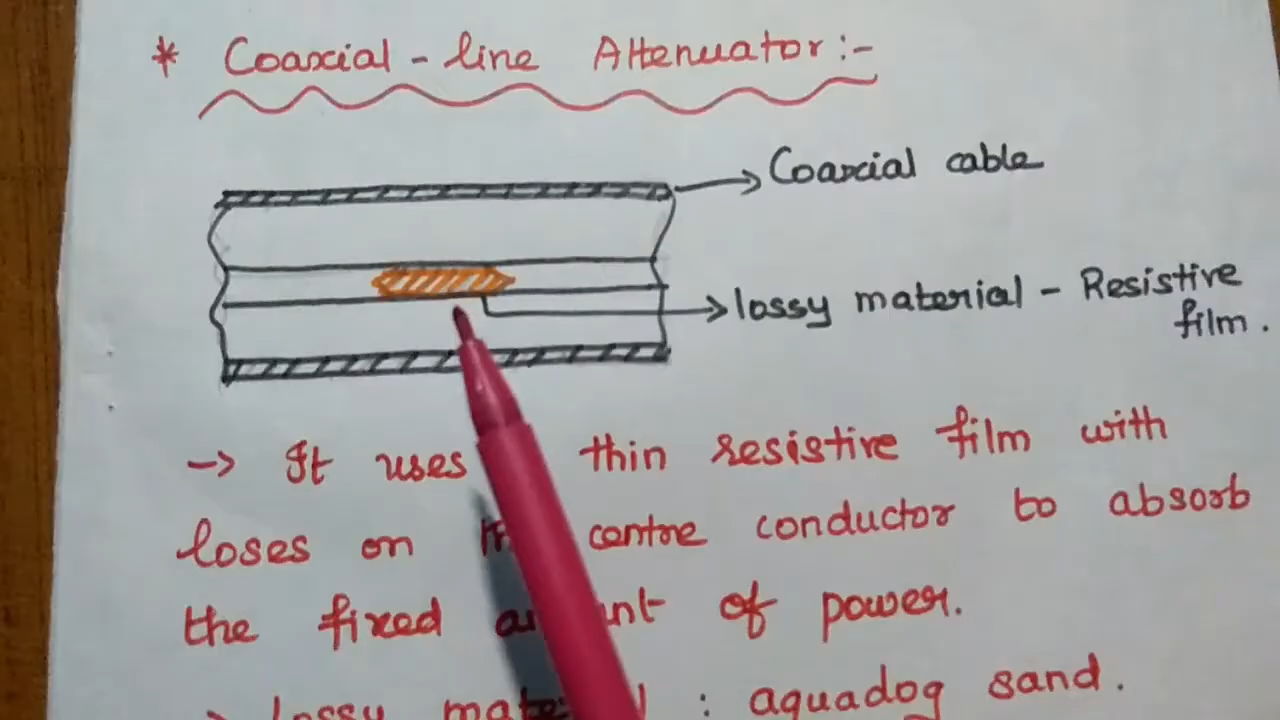 * Coaxial - line Attenuator :-
Coaxial cable
lossy material - Resistive
film.
-> It uses thin resistive film with
loses on centre conductor to absorb
the fixed of power.
-> lossy : aquadog sand.